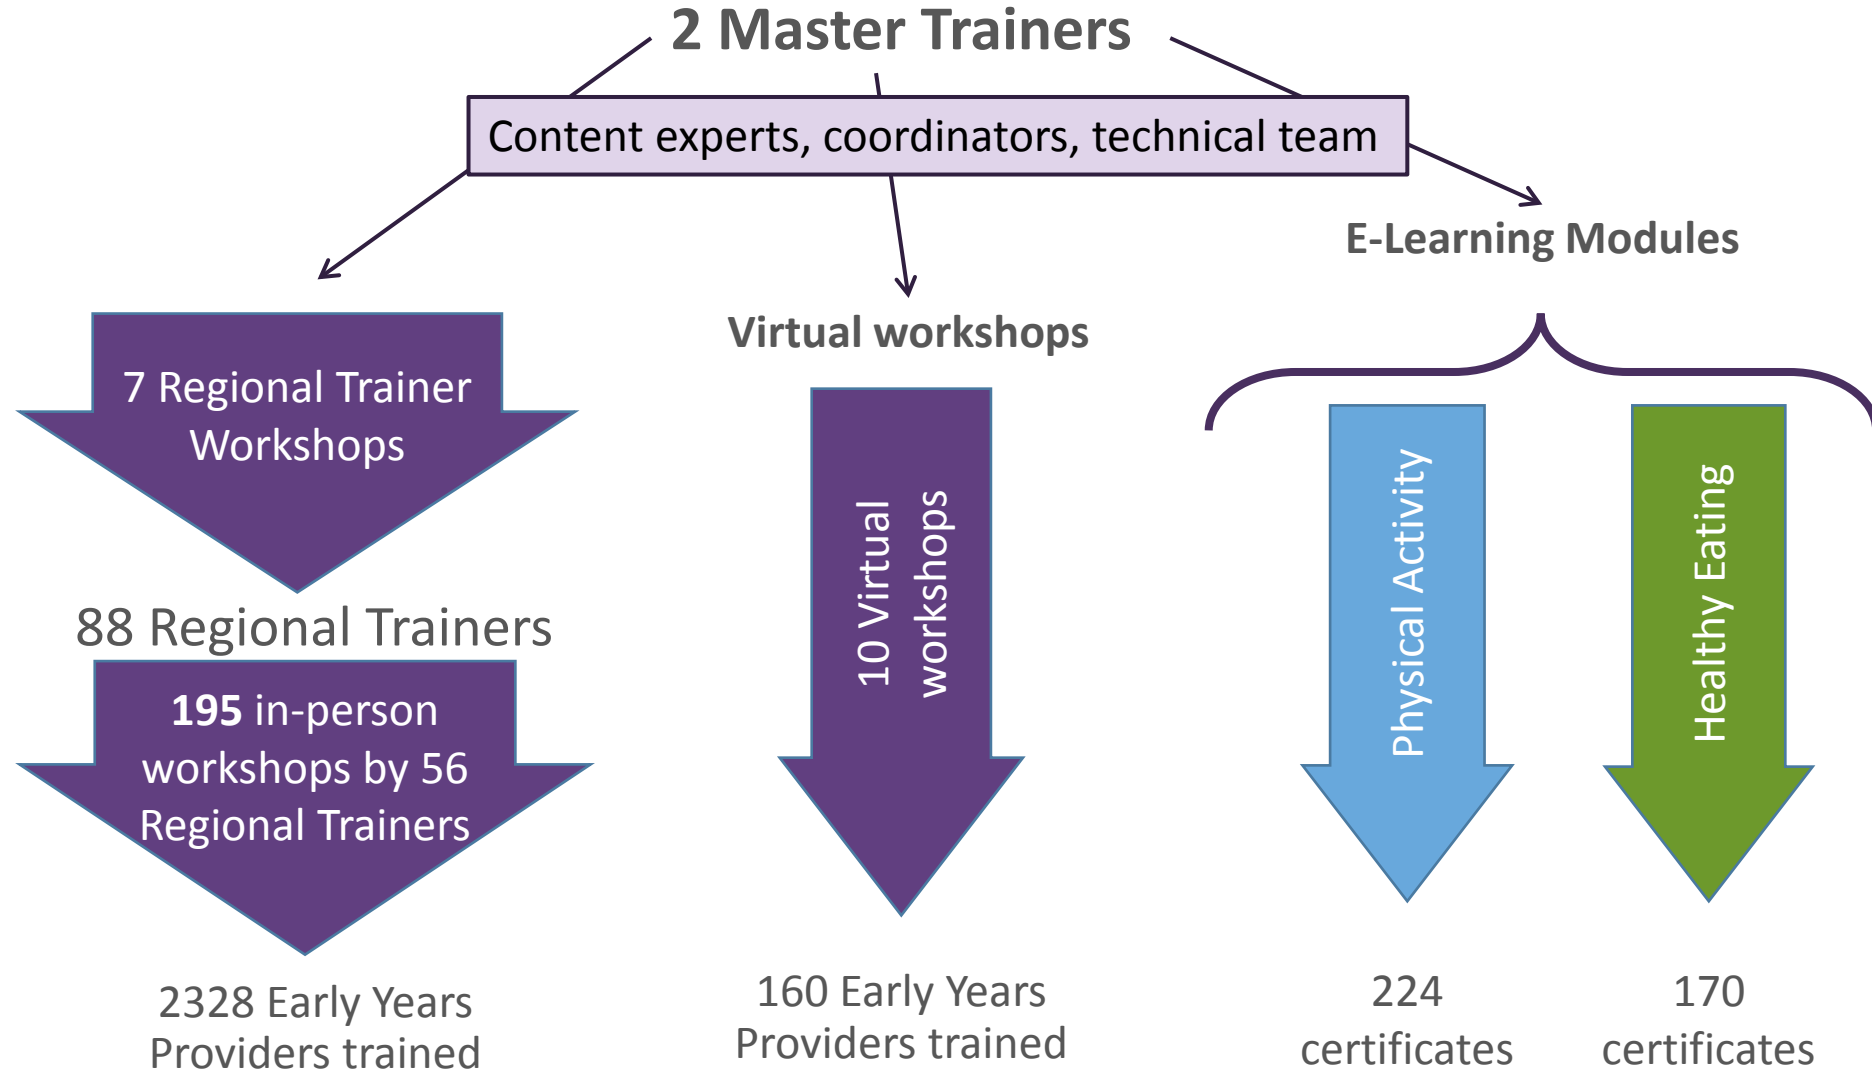 2 Master Trainers
Content experts, coordinators, technical team
7 Regional Trainer
Workshops
88 Regional Trainers
195 in-person
workshops by 56
Regional Trainers
2328 Early Years
Providers trained
Virtual workshops
10 Virtual
workshops
160 Early Years
Providers trained
E-Learning Modules
Physical Activity
224
certificates
Healthy Eating
170
certificates